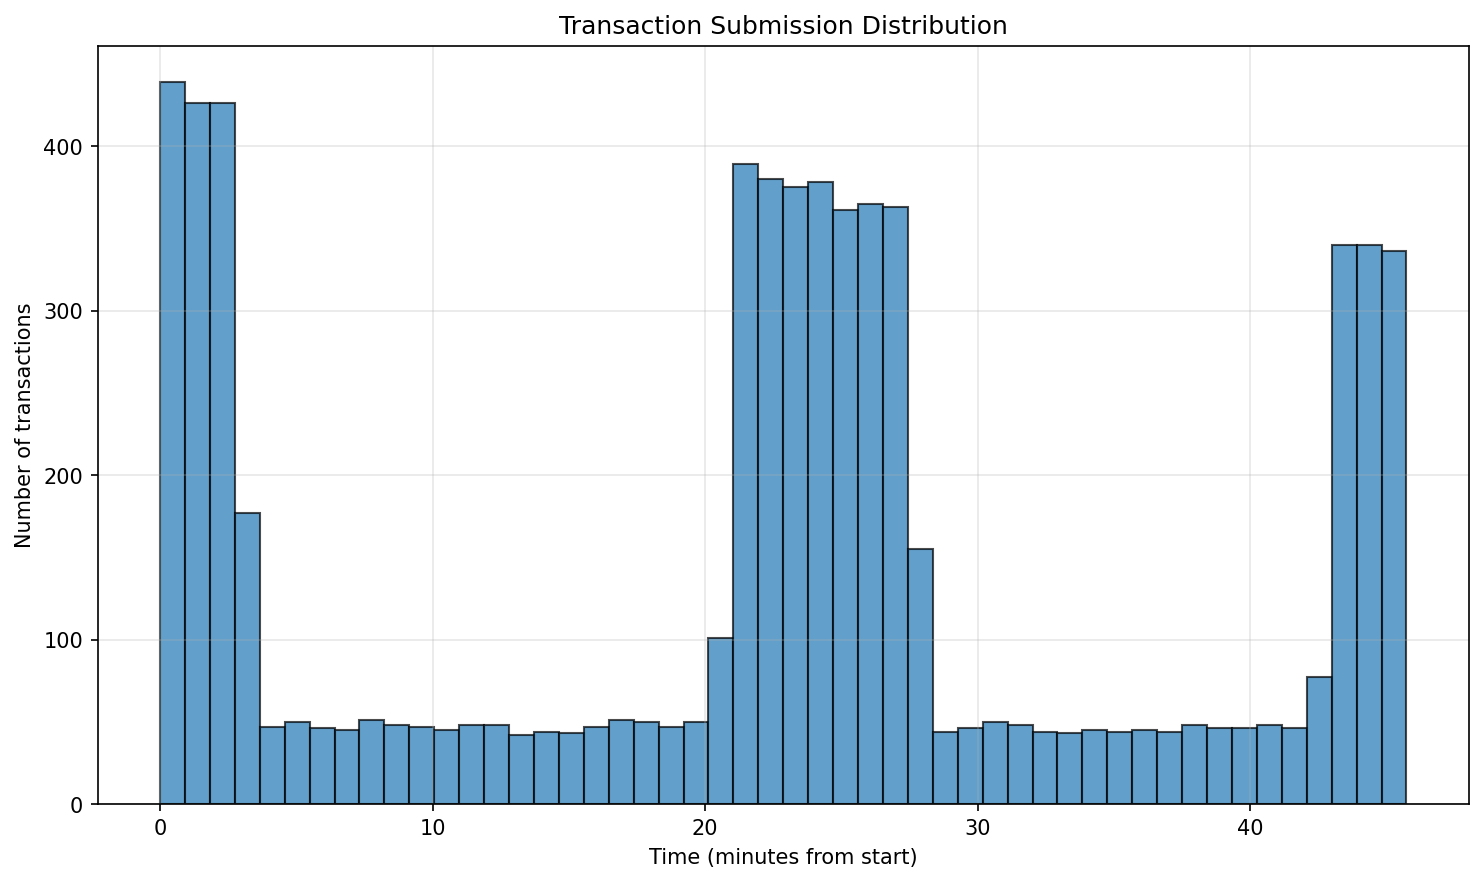 Transaction Submission Distribution
Number of transactions
400
300
200
100
0
0 10 20 30 40
Time (minutes from start)